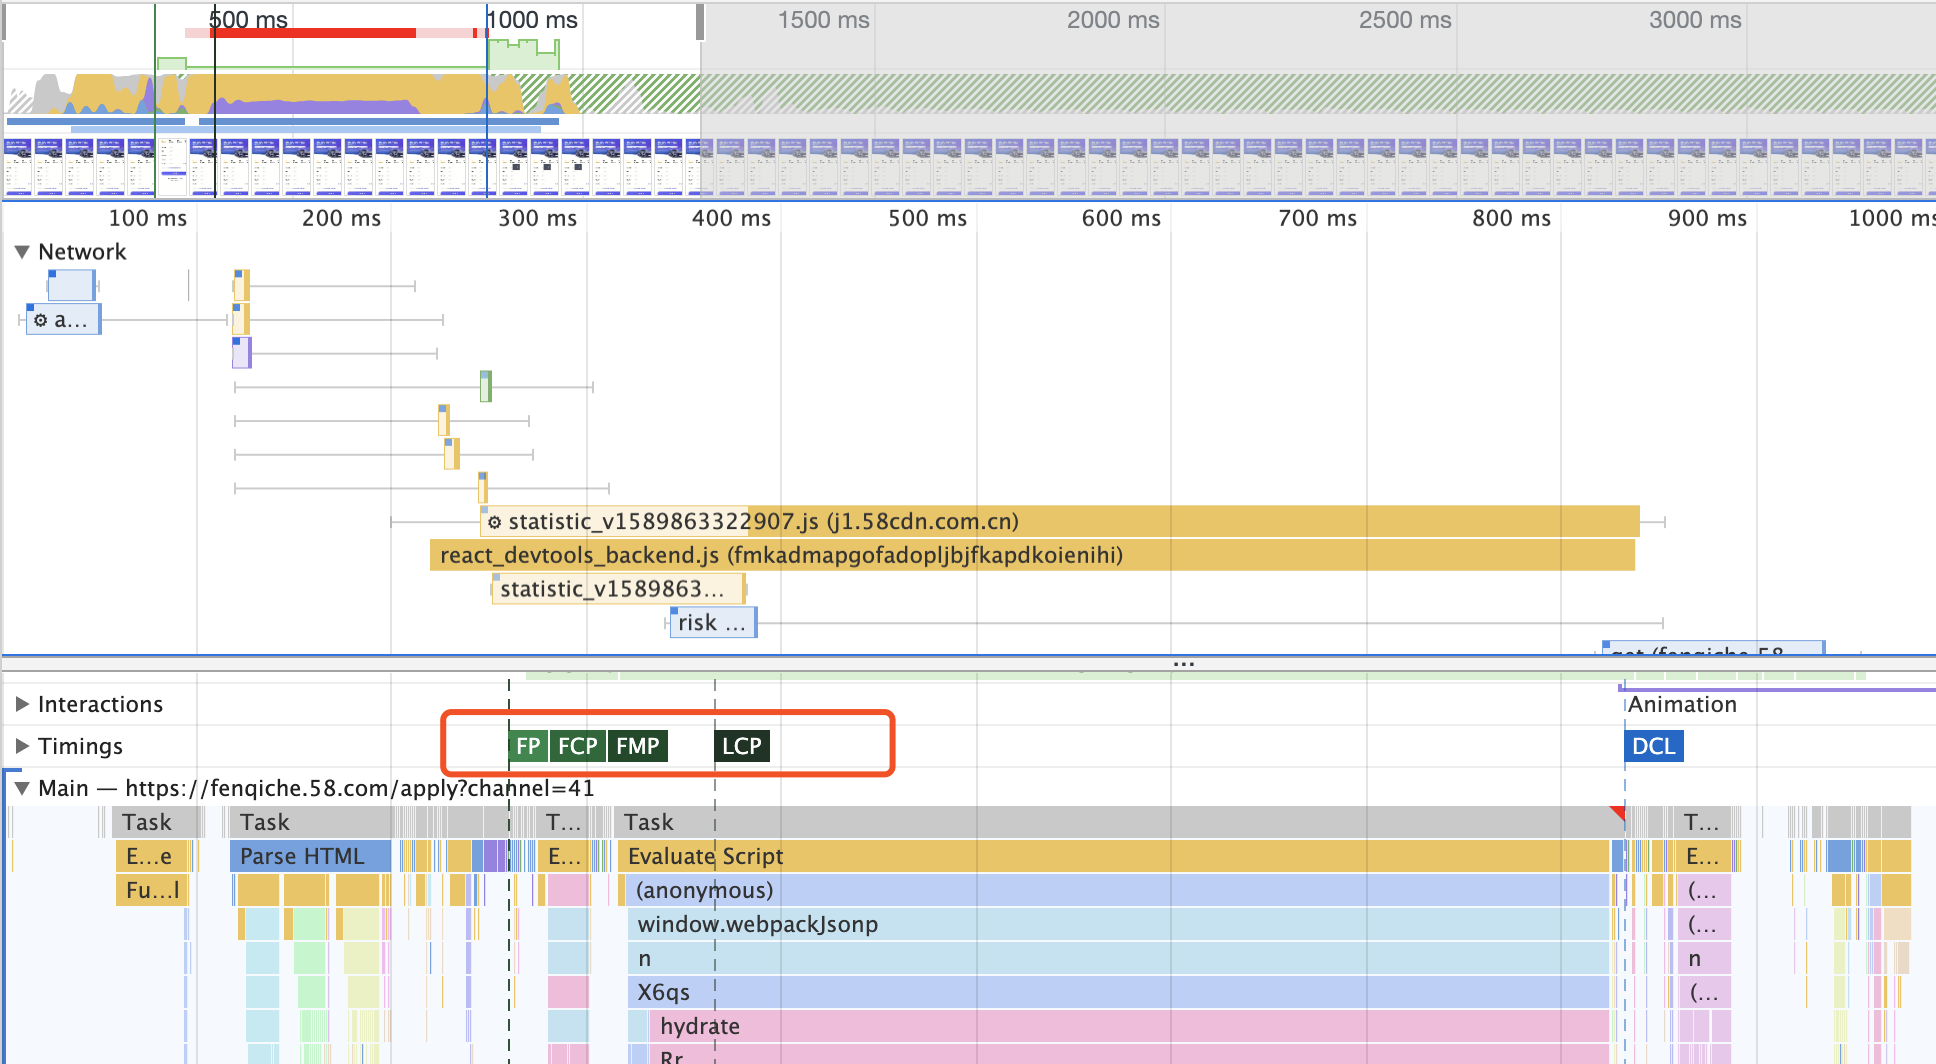 500 ms 1000 ms 1500 ms 2000 ms 2500 ms 3000 ms
100 ms 200 ms 300 ms 400 ms 500 ms 600 ms 700 ms 800 ms 900 ms 1000 ms
Network
a...
statistic_v1589863322907.js (j1.58cdn.com.cn)
react_devtools_backend.js (fmkadmapgofadopljbjfkapdkoienihi)
statistic_v1589863...
risk ...
get (fenqiche.58
...
Interactions Animation
Timings FP FCP FMP LCP DCL
Main — https://fenqiche.58.com/apply?channel=41
Task Task T... Task T...
E...e Parse HTML E... Evaluate Script E...
Fu...l (anonymous) (...
window.webpackJsonp (...
n n
X6qs (...
hydrate
Rr